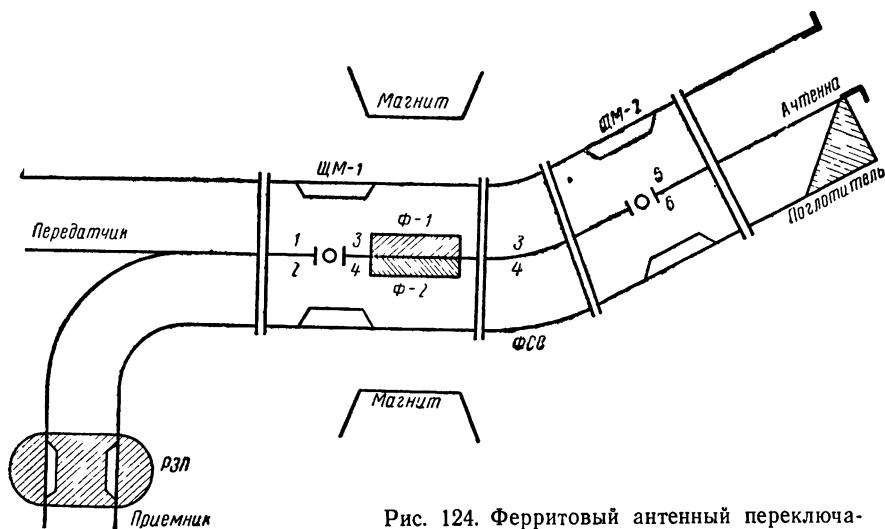 Магнит
ЩМ-2
Ачтенна
ЩМ-1
5
6
Поглотитель
Передатчик
1
3
Ф-1
3
2
4
Ф-2
4
ФСВ
Магнит
РЗП
Приемник
Рис. 124. Ферритовый антенный переключа-